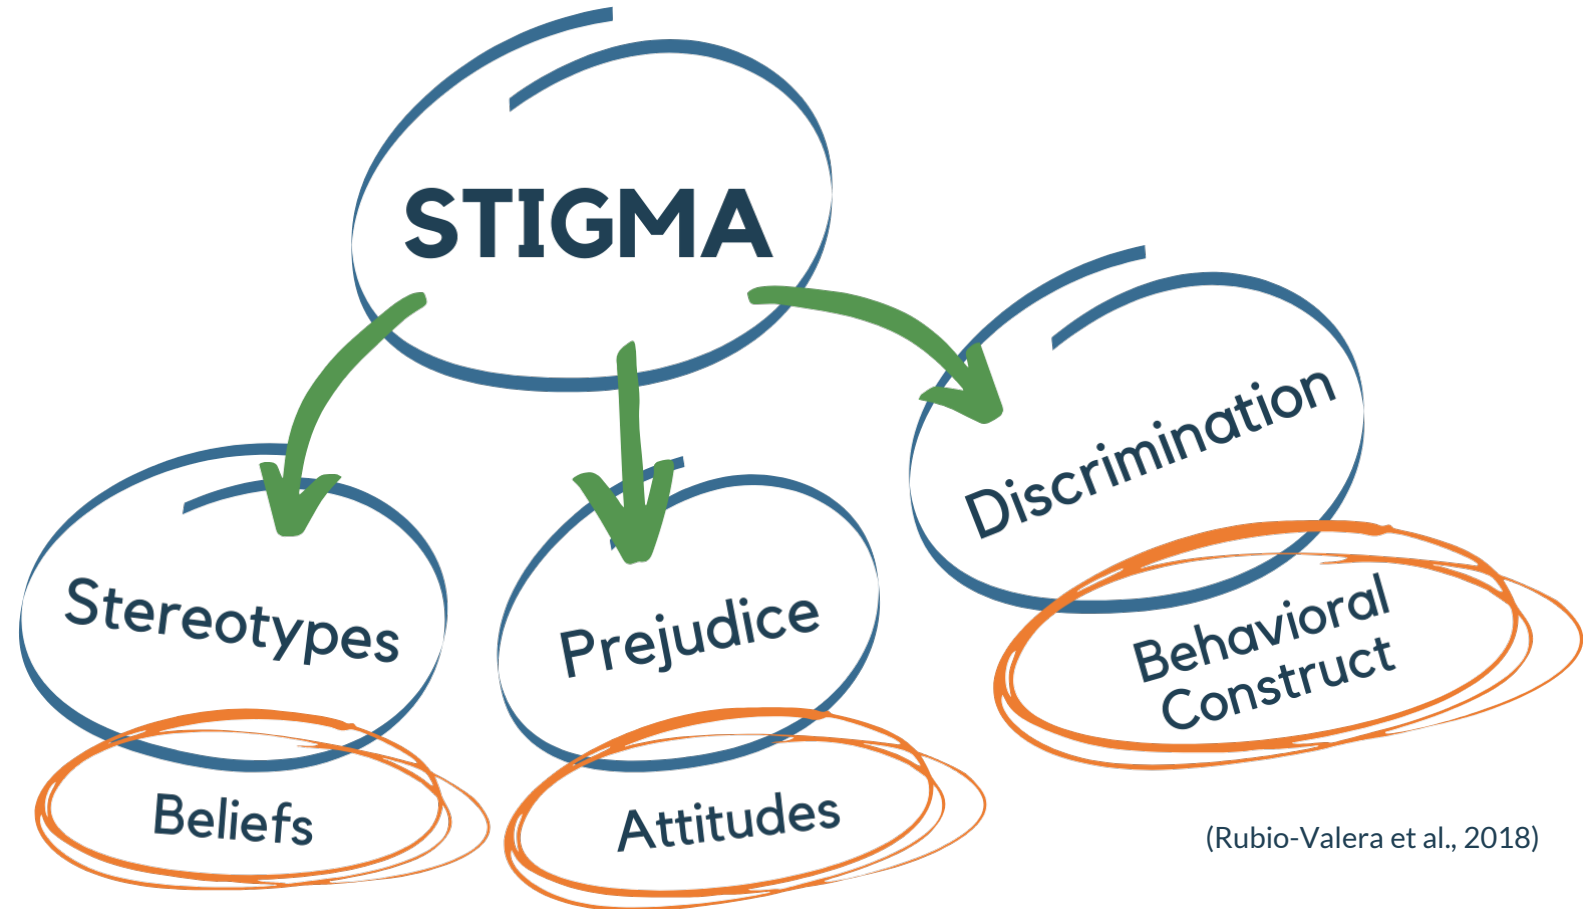 STIGMA
Stereotypes
Beliefs
Prejudice
Attitudes
Discrimination
Behavioral
Construct
(Rubio-Valera et al., 2018)